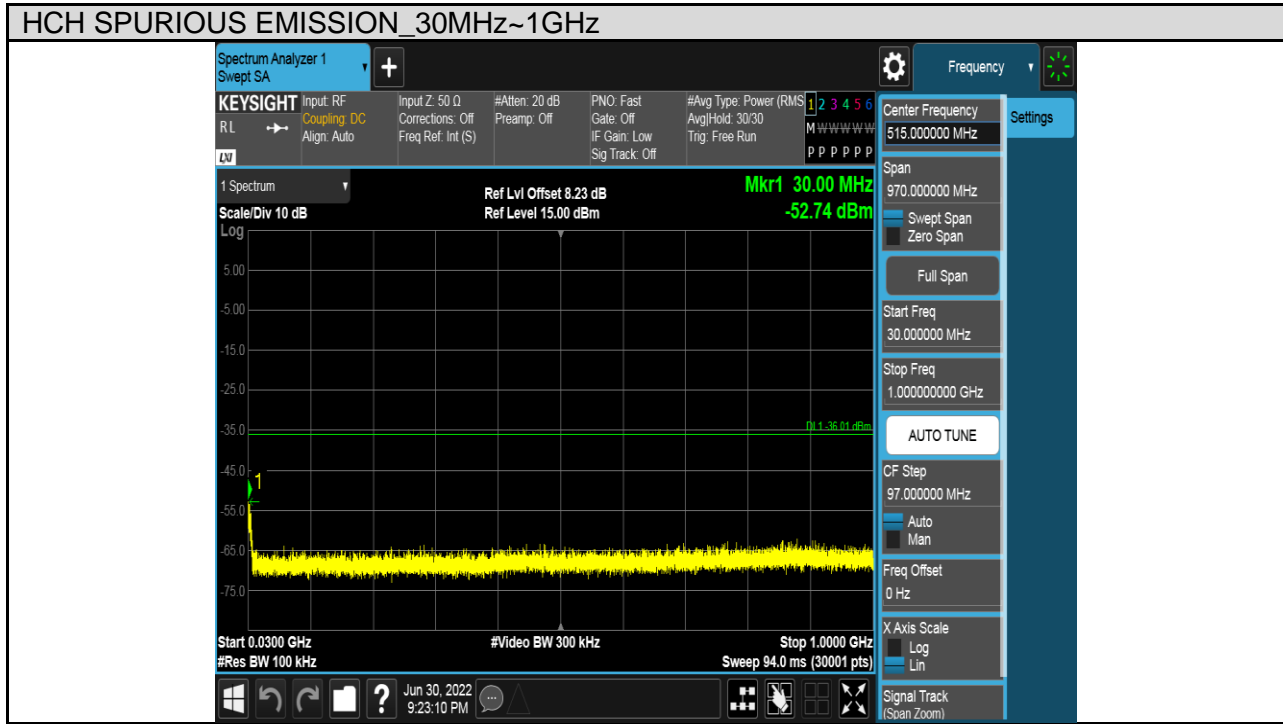 HCH SPURIOUS EMISSION_30MHz~1GHz
Spectrum Analyzer 1
Swept SA
+
Frequency
KEYSIGHT
RL
LXI
Input: RF
Coupling: DC
Align: Auto
Input Z: 50 Ω
Corrections: Off
Freq Ref: Int (S)
#Atten: 20 dB
Preamp: Off
PNO: Fast
Gate: Off
IF Gain: Low
Sig Track: Off
#Avg Type: Power (RMS
Avg|Hold: 30/30
Trig: Free Run
1 2 3 4 5 6
M W W W W W
P P P P P P
1 Spectrum
Scale/Div 10 dB
Log
Ref Lvl Offset 8.23 dB
Ref Level 15.00 dBm
Mkr1 30.00 MHz
-52.74 dBm
5.00
-5.00
-15.0
-25.0
-35.0
DL1 -36.01 dBm
-45.0
1
-55.0
-65.0
-75.0
Start 0.0300 GHz
#Res BW 100 kHz
#Video BW 300 kHz
Stop 1.0000 GHz
Sweep 94.0 ms (30001 pts)
?
Jun 30, 2022
9:23:10 PM
Center Frequency
515.000000 MHz
Settings
Span
970.000000 MHz
Swept Span
Zero Span
Full Span
Start Freq
30.000000 MHz
Stop Freq
1.000000000 GHz
AUTO TUNE
CF Step
97.000000 MHz
Auto
Man
Freq Offset
0 Hz
X Axis Scale
Log
Lin
Signal Track
(Span Zoom)